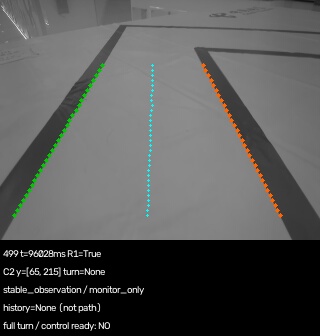 499 t=96028ms R1=True
C2 y=[65, 215] turn=None
stable_observation / monitor_only
history=None (not path)
full turn / control ready: NO